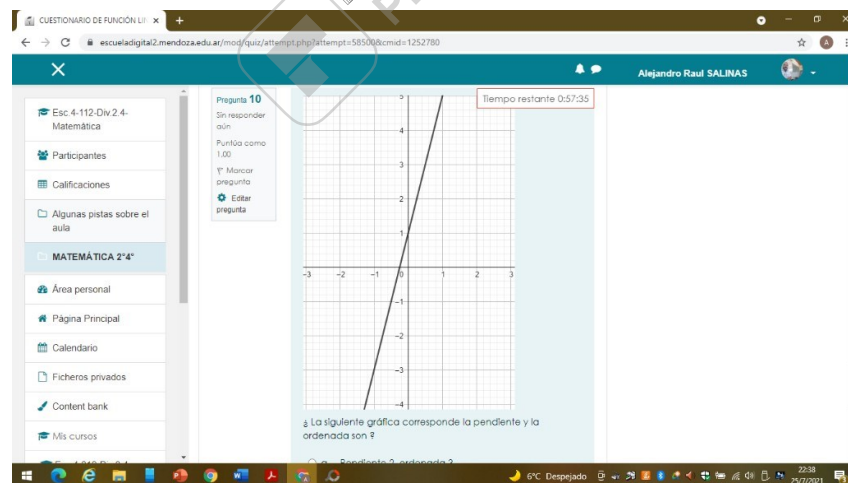 CUESTIONARIO DE FUNCIÓN LI
escueladigital2.mendoza.edu.ar/mod/quiz/attempt.php?attempt=58500&cmid=1252780
A
Alejandro Raul SALINAS
Esc.4-112-Div.2.4-
Matemática
Participantes
Calificaciones
Algunas pistas sobre el
aula
MATEMÁTICA 2°4°
Área personal
Página Principal
Calendario
Ficheros privados
Content bank
Mis cursos
Pregunta 10
Sin responder
aún
Puntúa como
1,00
Marcar
pregunta
Editar
pregunta
Tiempo restante 0:57:35
5
4
3
2
1
-3 -2 -1 0 1 2 3
-1
-2
-3
-4
¿ La siguiente gráfica corresponde la pendiente y la
ordenada son ?
6°C Despejado
22:38
25/7/2021